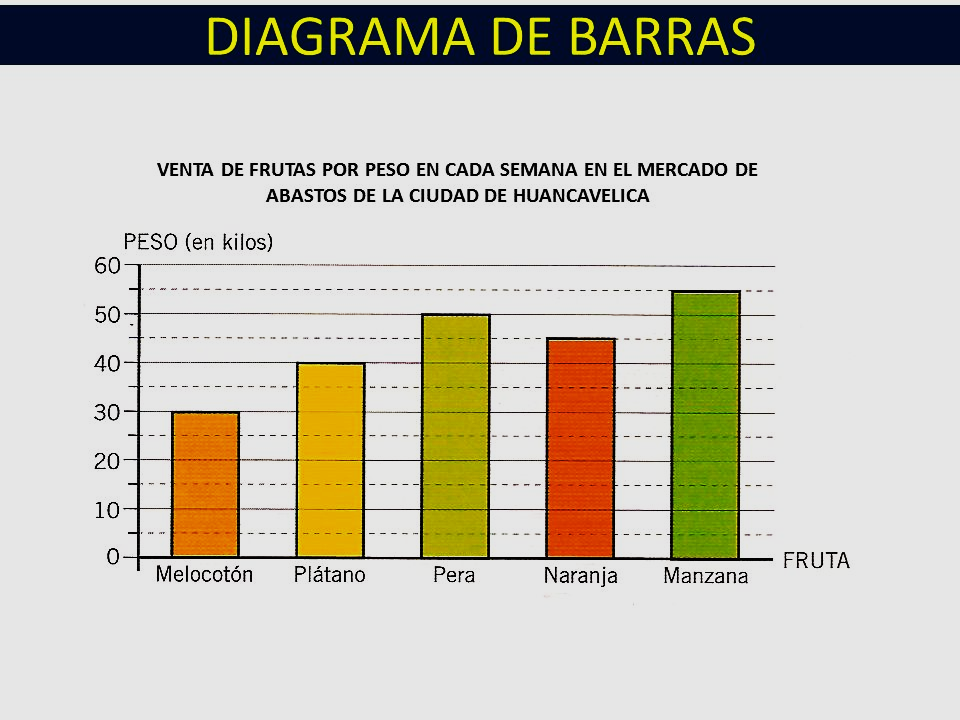 DIAGRAMA DE BARRAS
VENTA DE FRUTAS POR PESO EN CADA SEMANA EN EL MERCADO DE
ABASTOS DE LA CIUDAD DE HUANCAVELICA
PESO (en kilos)
60
50
40
30
20
10
0
Melocotón Plátano Pera Naranja Manzana
FRUTA